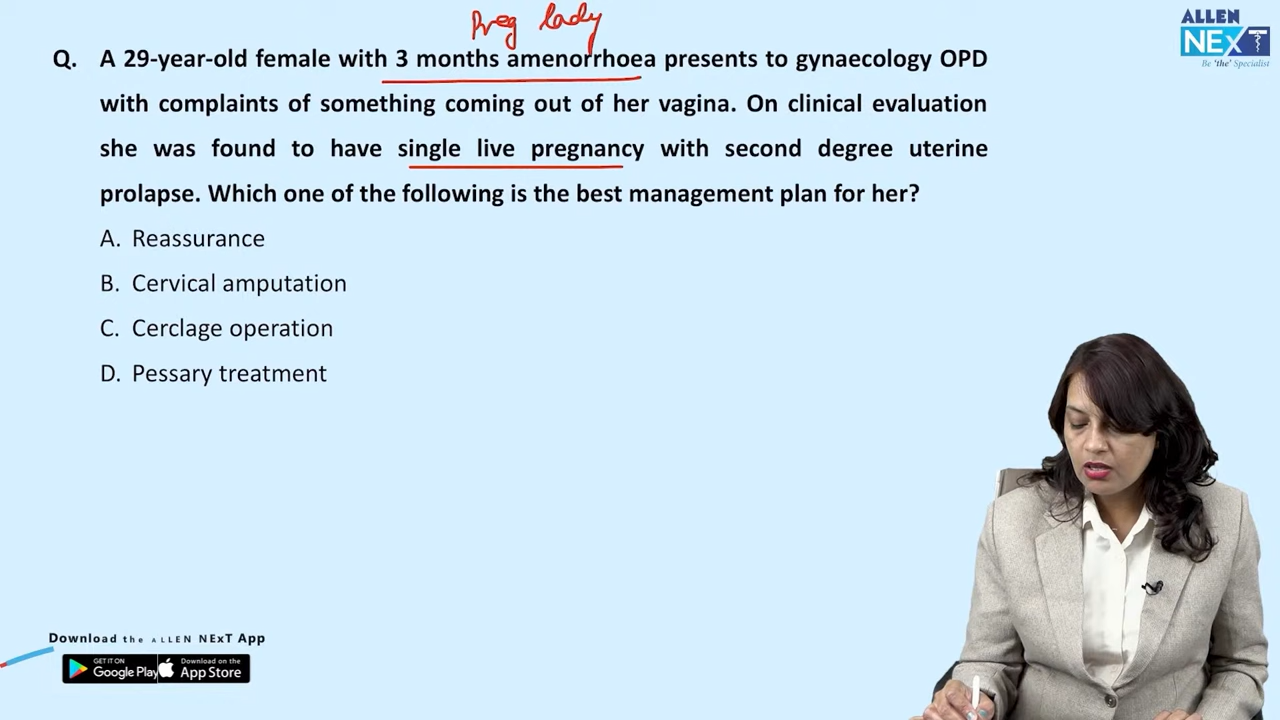 Preg lady
ALLEN
NExT
Be 'the' Specialist
Q. A 29-year-old female with 3 months amenorrhoea presents to gynaecology OPD
with complaints of something coming out of her vagina. On clinical evaluation
she was found to have single live pregnancy with second degree uterine
prolapse. Which one of the following is the best management plan for her?
A. Reassurance
B. Cervical amputation
C. Cerclage operation
D. Pessary treatment
Download the ALLEN NExT App
GET IT ON
Google Play
Download on the
App Store